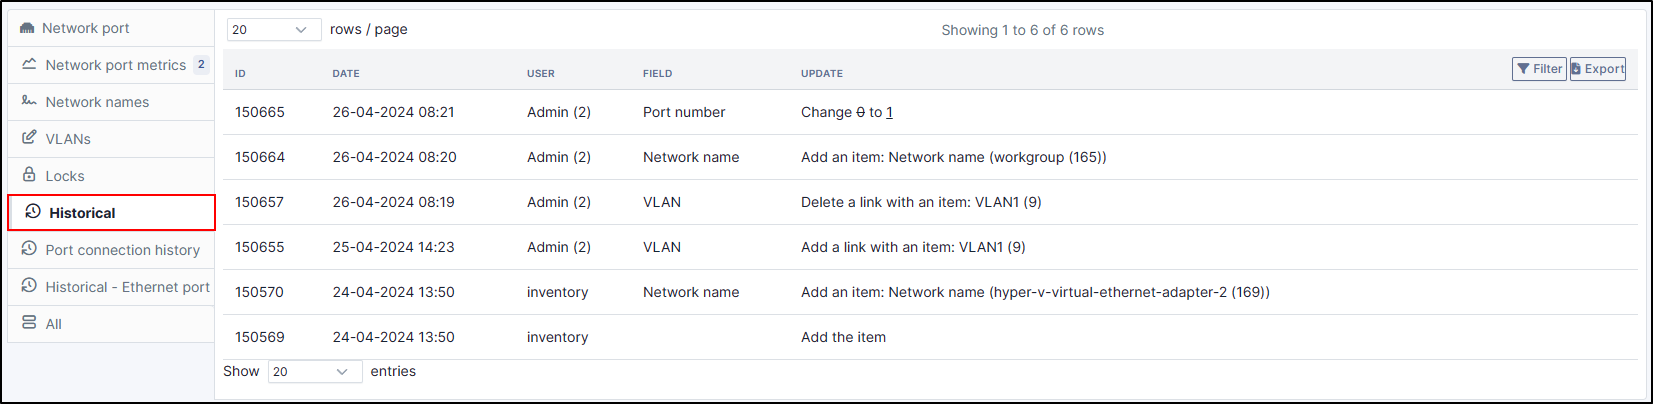 Network port
Network port metrics 2
Network names
VLANs
Locks
Historical
Port connection history
Historical - Ethernet port
All
20 rows / page Showing 1 to 6 of 6 rows
ID DATE USER FIELD UPDATE Filter Export
150665 26-04-2024 08:21 Admin (2) Port number Change 0 to 1
150664 26-04-2024 08:20 Admin (2) Network name Add an item: Network name (workgroup (165))
150657 26-04-2024 08:19 Admin (2) VLAN Delete a link with an item: VLAN1 (9)
150655 25-04-2024 14:23 Admin (2) VLAN Add a link with an item: VLAN1 (9)
150570 24-04-2024 13:50 inventory Network name Add an item: Network name (hyper-v-virtual-ethernet-adapter-2 (169))
150569 24-04-2024 13:50 inventory Add the item
Show 20 entries